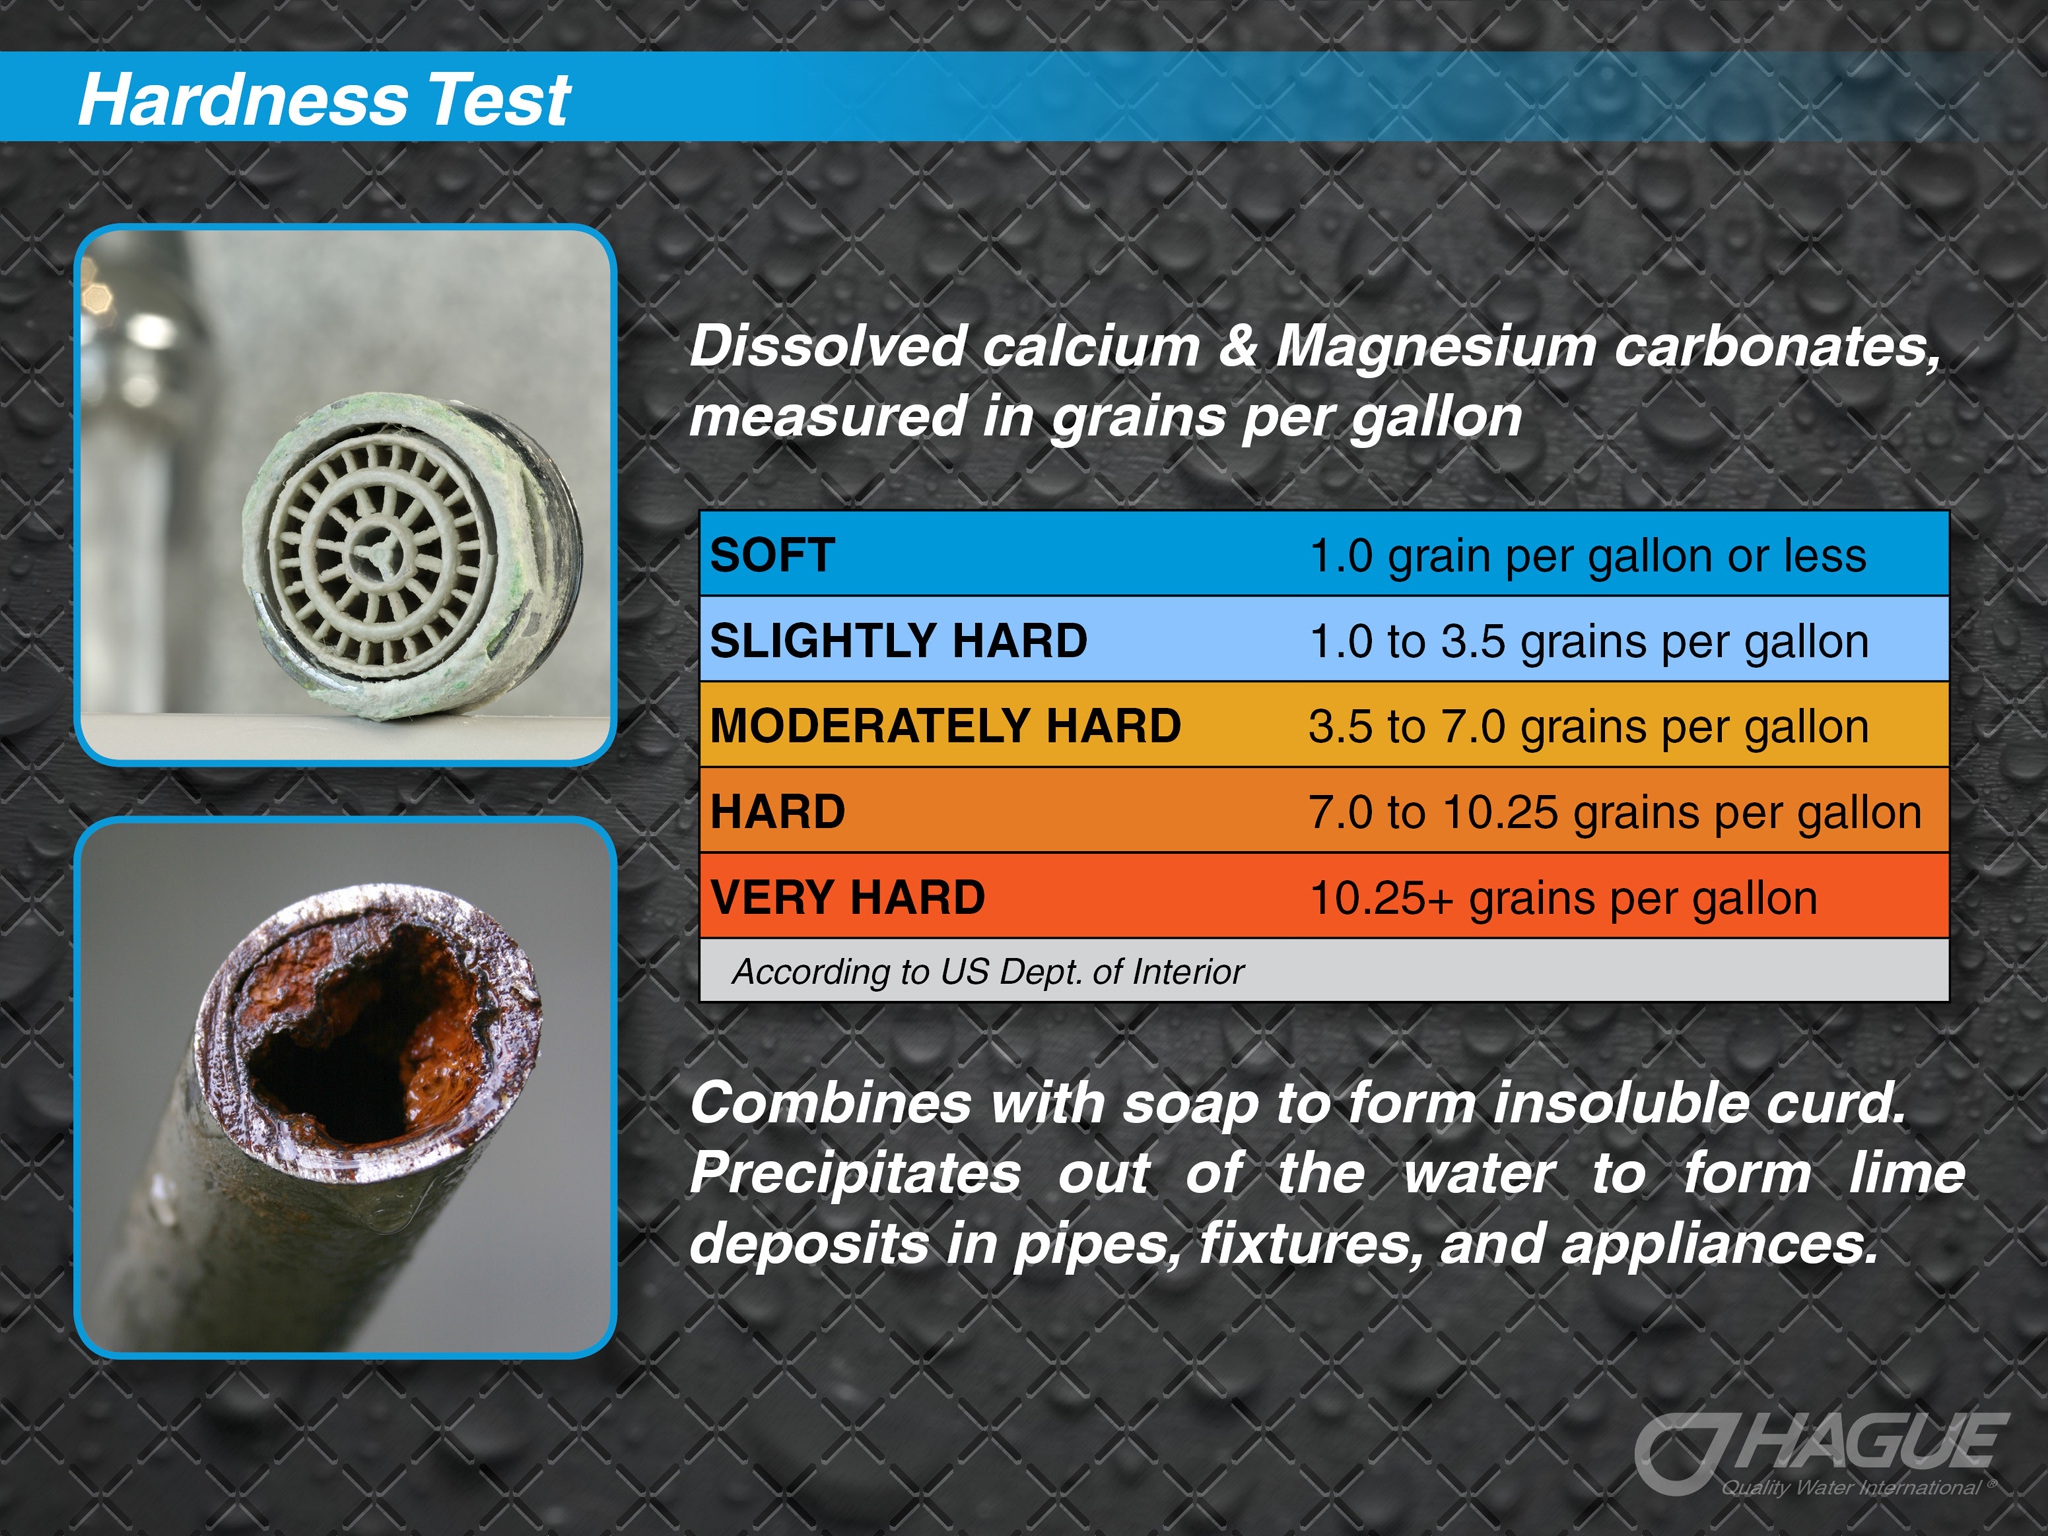 Hardness Test
Dissolved calcium & Magnesium carbonates,
measured in grains per gallon
SOFT 1.0 grain per gallon or less
SLIGHTLY HARD 1.0 to 3.5 grains per gallon
MODERATELY HARD 3.5 to 7.0 grains per gallon
HARD 7.0 to 10.25 grains per gallon
VERY HARD 10.25+ grains per gallon
According to US Dept. of Interior
Combines with soap to form insoluble curd.
Precipitates out of the water to form lime
deposits in pipes, fixtures, and appliances.
HAGUE
Quality Water International ®